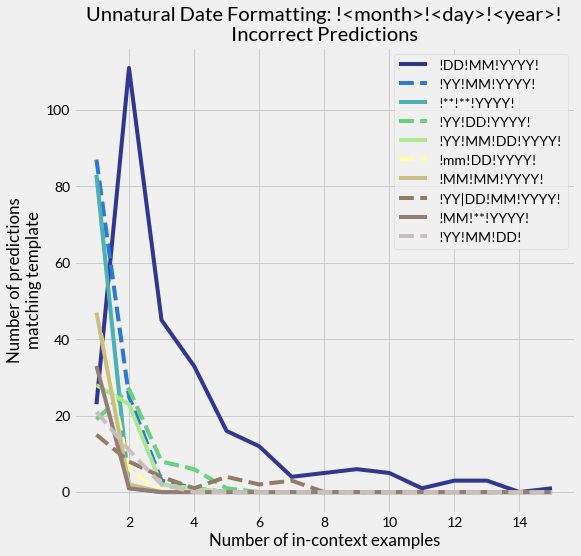 Unnatural Date Formatting: !<month>!<day>!<year>!
Incorrect Predictions
!DD!MM!YYYY!
!YY!MM!YYYY!
!**!**!YYYY!
!YY!DD!YYYY!
!YY!MM!DD!YYYY!
!mm!DD!YYYY!
!MM!MM!YYYY!
!YY|DD!MM!YYYY!
!MM!**!YYYY!
!YY!MM!DD!
Number of predictions
matching template
100
80
60
40
20
0
2 4 6 8 10 12 14
Number of in-context examples